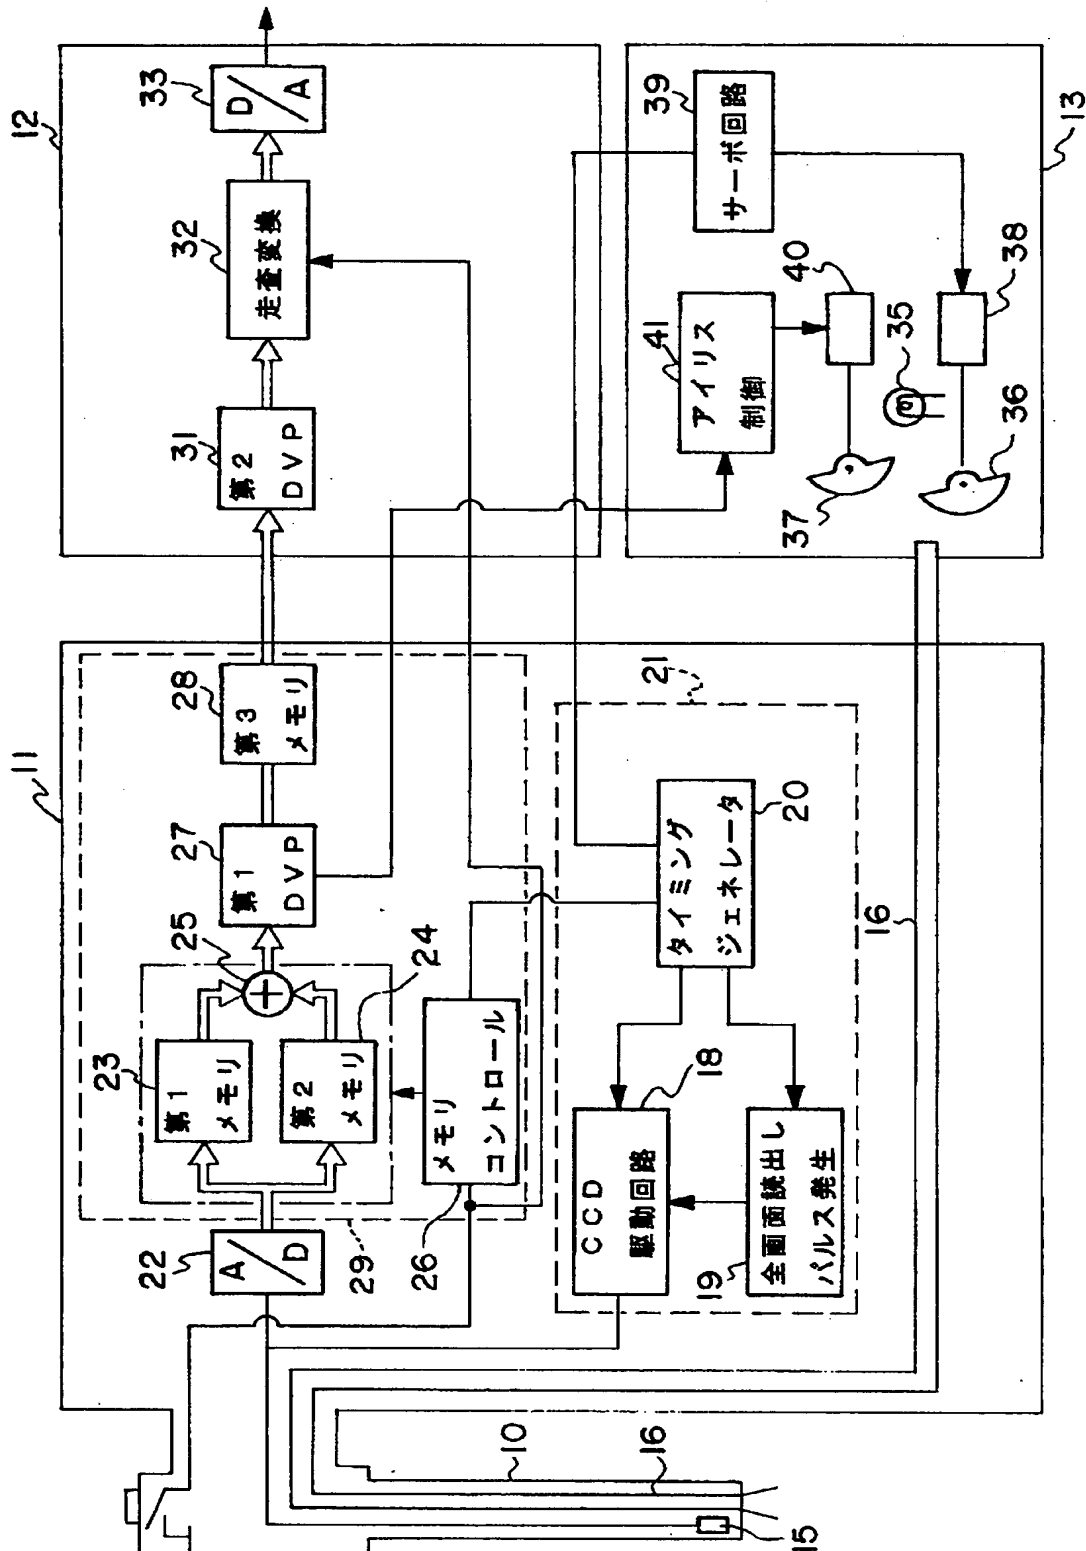 12
33
D/A
32
走査変換
31
第2
DVP
39
サーボ回路
13
40
41
アイリス
制御
35
38
37
36
11
28
第3
メモリ
27
第1
DVP
25
24
23
第1
メモリ
第2
メモリ
メモリ
コントロール
26
29
22
A/D
21
20
タイミング
ジェネレータ
18
CCD
駆動回路
19
全画面読出し
パルス発生
16
10
16
15